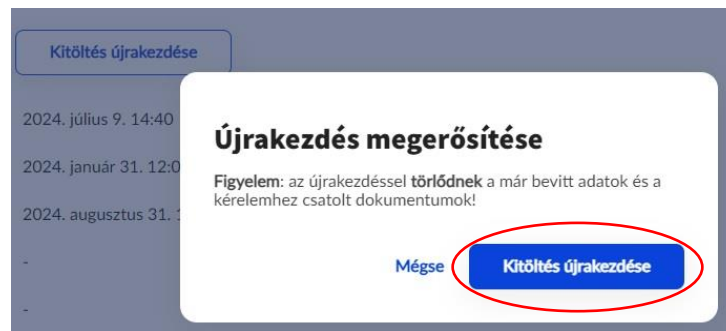 Kitöltés újrakezdése
2024. július 9. 14:40
Újrakezdés megerősítése
2024. január 31. 12:0
Figyelem: az újrakezdéssel törlődnek a már bevitt adatok és a
kérelemhez csatolt dokumentumok!
2024. augusztus 31.
-
Mégse
Kitöltés újrakezdése
-